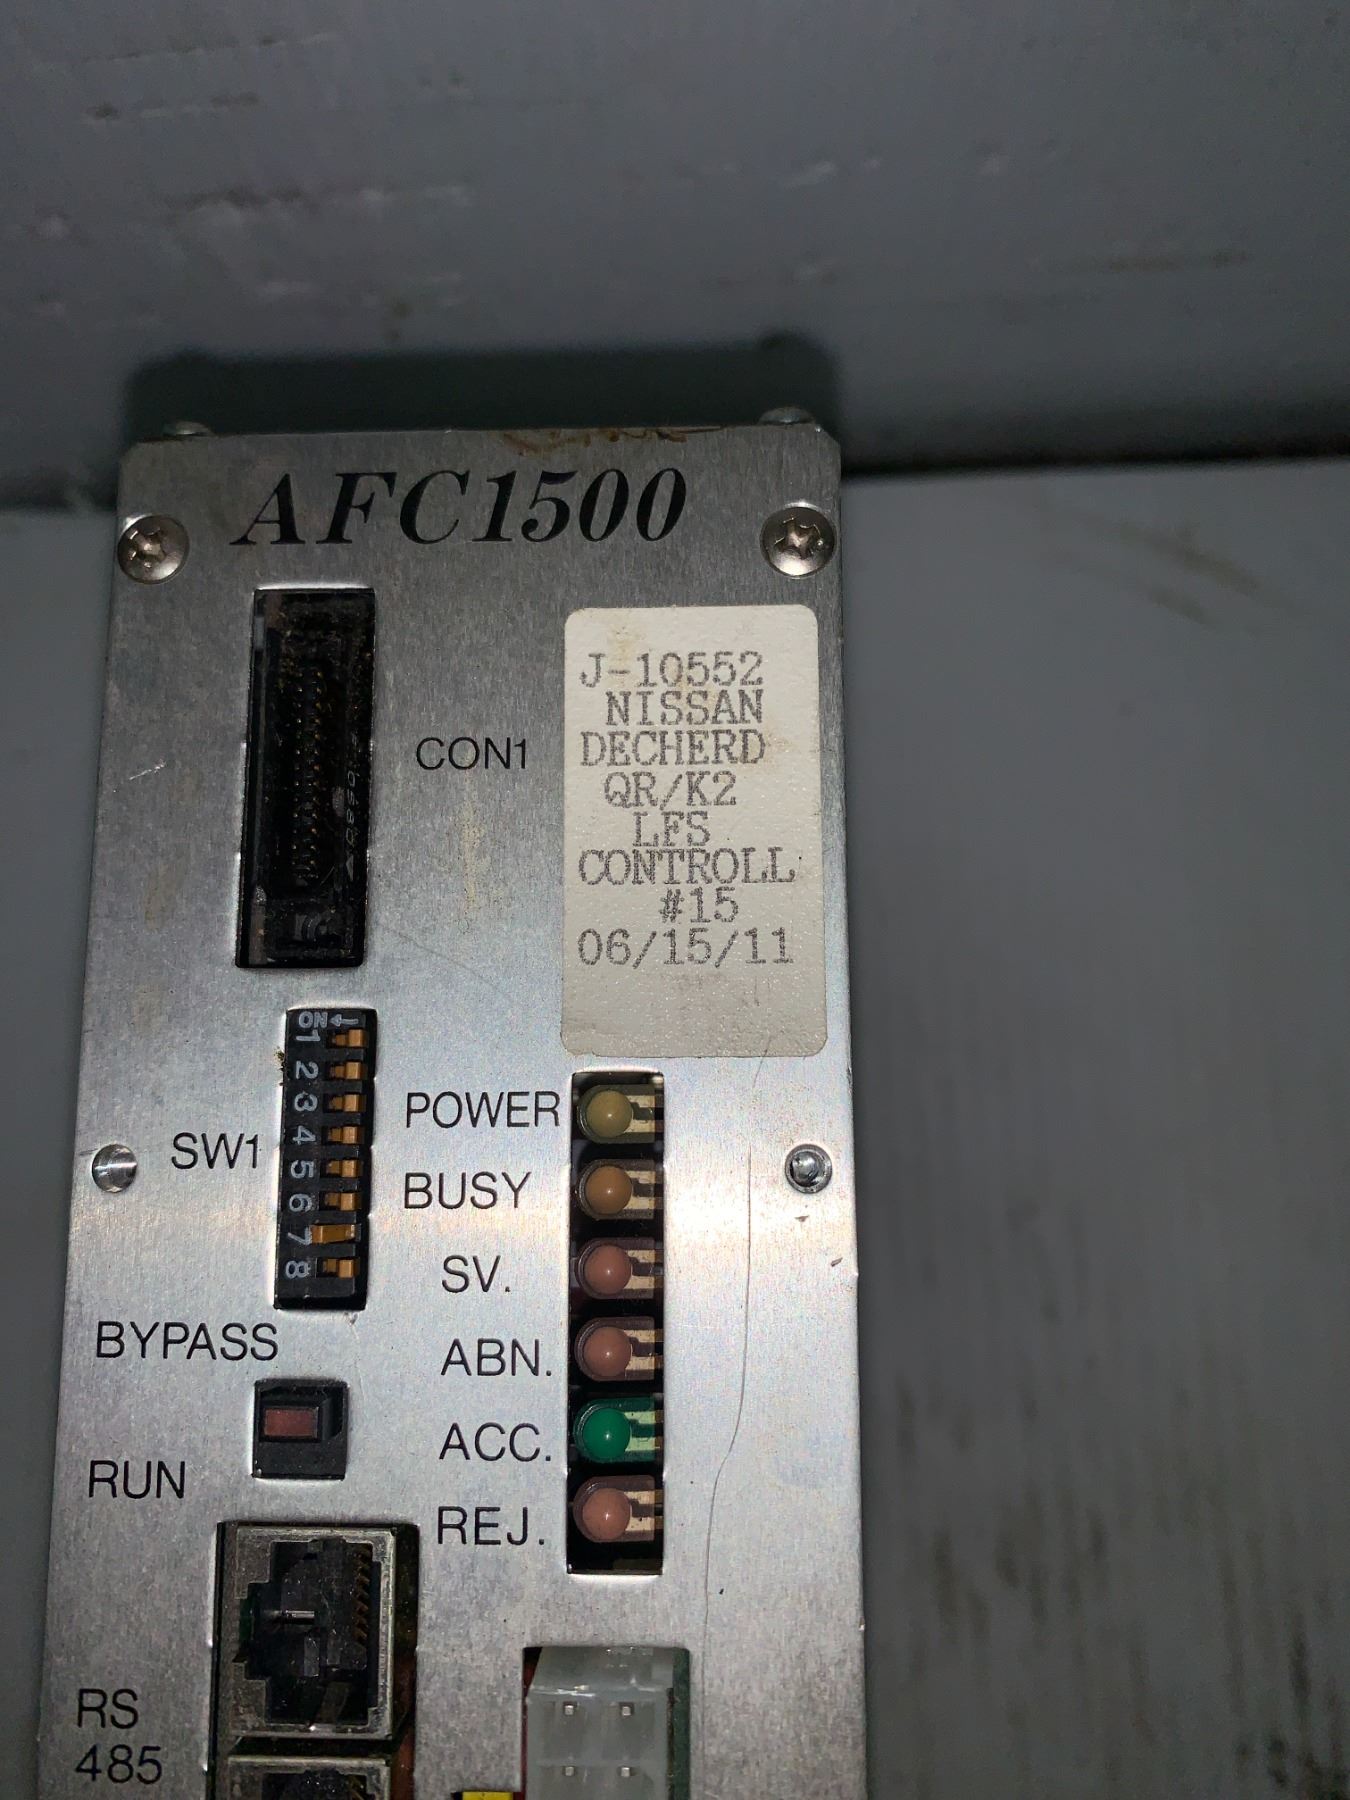 AFC1500
J-10552
NISSAN
DECHERD
QR/K2
LFS
CONTROLL
#15
06/15/11
CON1
ON
1
2
3
4
5
6
7
8
SW1
POWER
BUSY
SV.
ABN.
ACC.
REJ.
BYPASS
RUN
RS
485